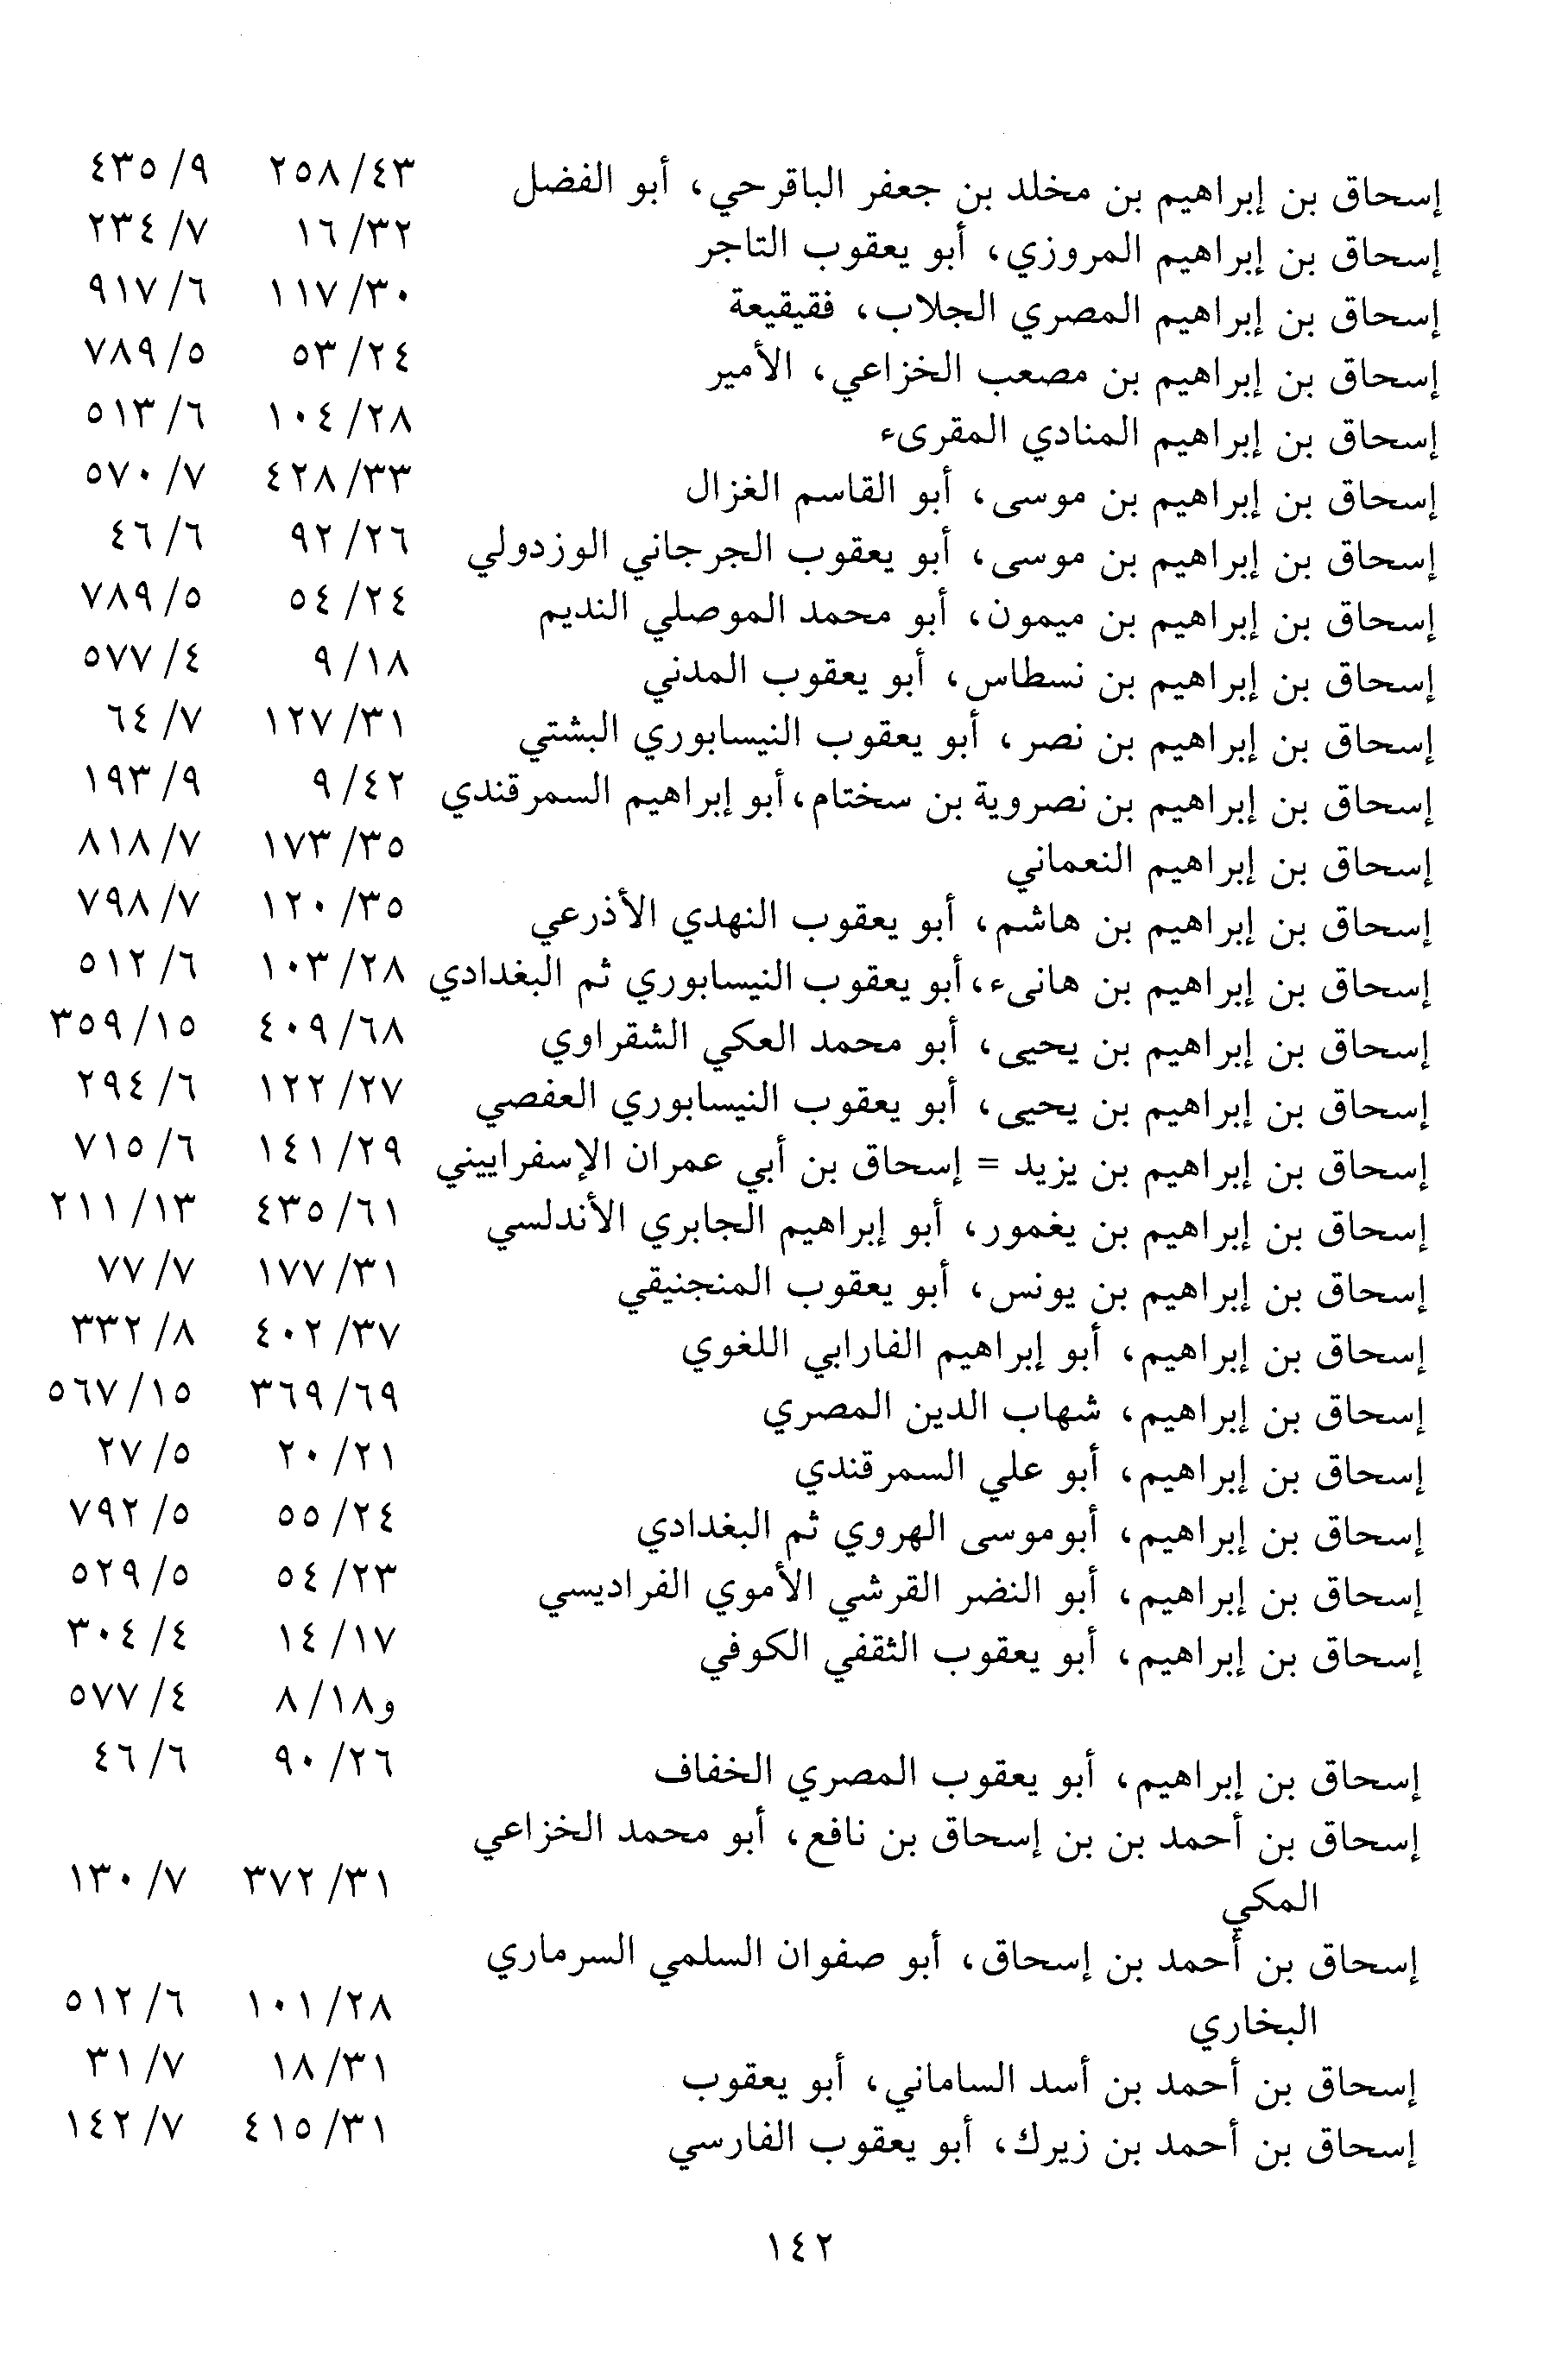 إسحاق بن إبراهيم بن مخلد بن جعفر الباقرحي، أبو الفضل ٤٣/ ٢٥٨ ٩/ ٤٣٥
إسحاق بن إبراهيم المروزي، أبو يعقوب التاجر ٣٢/ ١٦ ٧/ ٢٣٤
إسحاق بن إبراهيم المصري الجلاب، فقيقيعة ٣٠/ ١١٧ ٦/ ٩١٧
إسحاق بن إبراهيم بن مصعب الخزاعي، الأمير ٢٤/ ٥٣ ٥/ ٧٨٩
إسحاق بن إبراهيم المنادي المقرىء ٢٨/ ١٠٤ ٦/ ٥١٣
إسحاق بن إبراهيم بن موسى، أبو القاسم الغزال ٣٣/ ٤٢٨ ٧/ ٥٧٠
إسحاق بن إبراهيم بن موسى، أبو يعقوب الجرجاني الوزدولي ٢٦/ ٩٢ ٦/ ٤٦
إسحاق بن إبراهيم بن ميمون، أبو محمد الموصلي النديم ٢٤/ ٥٤ ٥/ ٧٨٩
إسحاق بن إبراهيم بن نسطاس، أبو يعقوب المدني ١٨/ ٩ ٤/ ٥٧٧
إسحاق بن إبراهيم بن نصر، أبو يعقوب النيسابوري البشتي ٣١/ ١٢٧ ٧/ ٦٤
إسحاق بن إبراهيم بن نصروية بن سختام، أبو إبراهيم السمرقندي ٤٢/ ٩ ٩/ ١٩٣
إسحاق بن إبراهيم النعماني ٣٥/ ١٧٣ ٧/ ٨١٨
إسحاق بن إبراهيم بن هاشم، أبو يعقوب النهدي الأذرعي ٣٥/ ١٢٠ ٧/ ٧٩٨
إسحاق بن إبراهيم بن هانىء، أبو يعقوب النيسابوري ثم البغدادي ٢٨/ ١٠٣ ٦/ ٥١٢
إسحاق بن إبراهيم بن يحيى، أبو محمد العكي الشقراوي ٦٨/ ٤٠٩ ١٥/ ٣٥٩
إسحاق بن إبراهيم بن يحيى، أبو يعقوب النيسابوري العفصي ٢٧/ ١٢٢ ٦/ ٢٩٤
إسحاق بن إبراهيم بن يزيد = إسحاق بن أبي عمران الإسفراييني ٢٩/ ١٤١ ٦/ ٧١٥
إسحاق بن إبراهيم بن يغمور، أبو إبراهيم الجابري الأندلسي ٦١/ ٤٣٥ ١٣/ ٢١١
إسحاق بن إبراهيم بن يونس، أبو يعقوب المنجنيقي ٣١/ ١٧٧ ٧/ ٧٧
إسحاق بن إبراهيم، أبو إبراهيم الفارابي اللغوي ٣٧/ ٤٠٢ ٨/ ٣٣٢
إسحاق بن إبراهيم، شهاب الدين المصري ٦٩/ ٣٦٩ ١٥/ ٥٦٧
إسحاق بن إبراهيم، أبو علي السمرقندي ٢١/ ٢٠ ٥/ ٢٧
إسحاق بن إبراهيم، أبوموسى الهروي ثم البغدادي ٢٤/ ٥٥ ٥/ ٧٩٢
إسحاق بن إبراهيم، أبو النضر القرشي الأموي الفراديسي ٢٣/ ٥٤ ٥/ ٥٢٩
إسحاق بن إبراهيم، أبو يعقوب الثقفي الكوفي ١٧/ ١٤ ٤/ ٣٠٤
و١٨/ ٨ ٤/ ٥٧٧
إسحاق بن إبراهيم، أبو يعقوب المصري الخفاف ٢٦/ ٩٠ ٦/ ٤٦
إسحاق بن أحمد بن بن إسحاق بن نافع، أبو محمد الخزاعي
المكي ٣١/ ٣٧٢ ٧/ ١٣٠
إسحاق بن أحمد بن إسحاق، أبو صفوان السلمي السرماري
البخاري ٢٨/ ١٠١ ٦/ ٥١٢
إسحاق بن أحمد بن أسد الساماني، أبو يعقوب ٣١/ ١٨ ٧/ ٣١
إسحاق بن أحمد بن زيرك، أبو يعقوب الفارسي ٣١/ ٤١٥ ٧/ ١٤٢
١٤٢